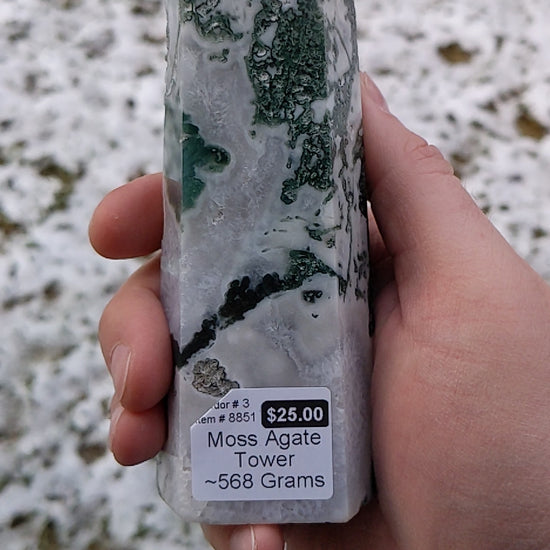 # 3
# 8851 $25.00
Moss Agate
Tower
~568 Grams